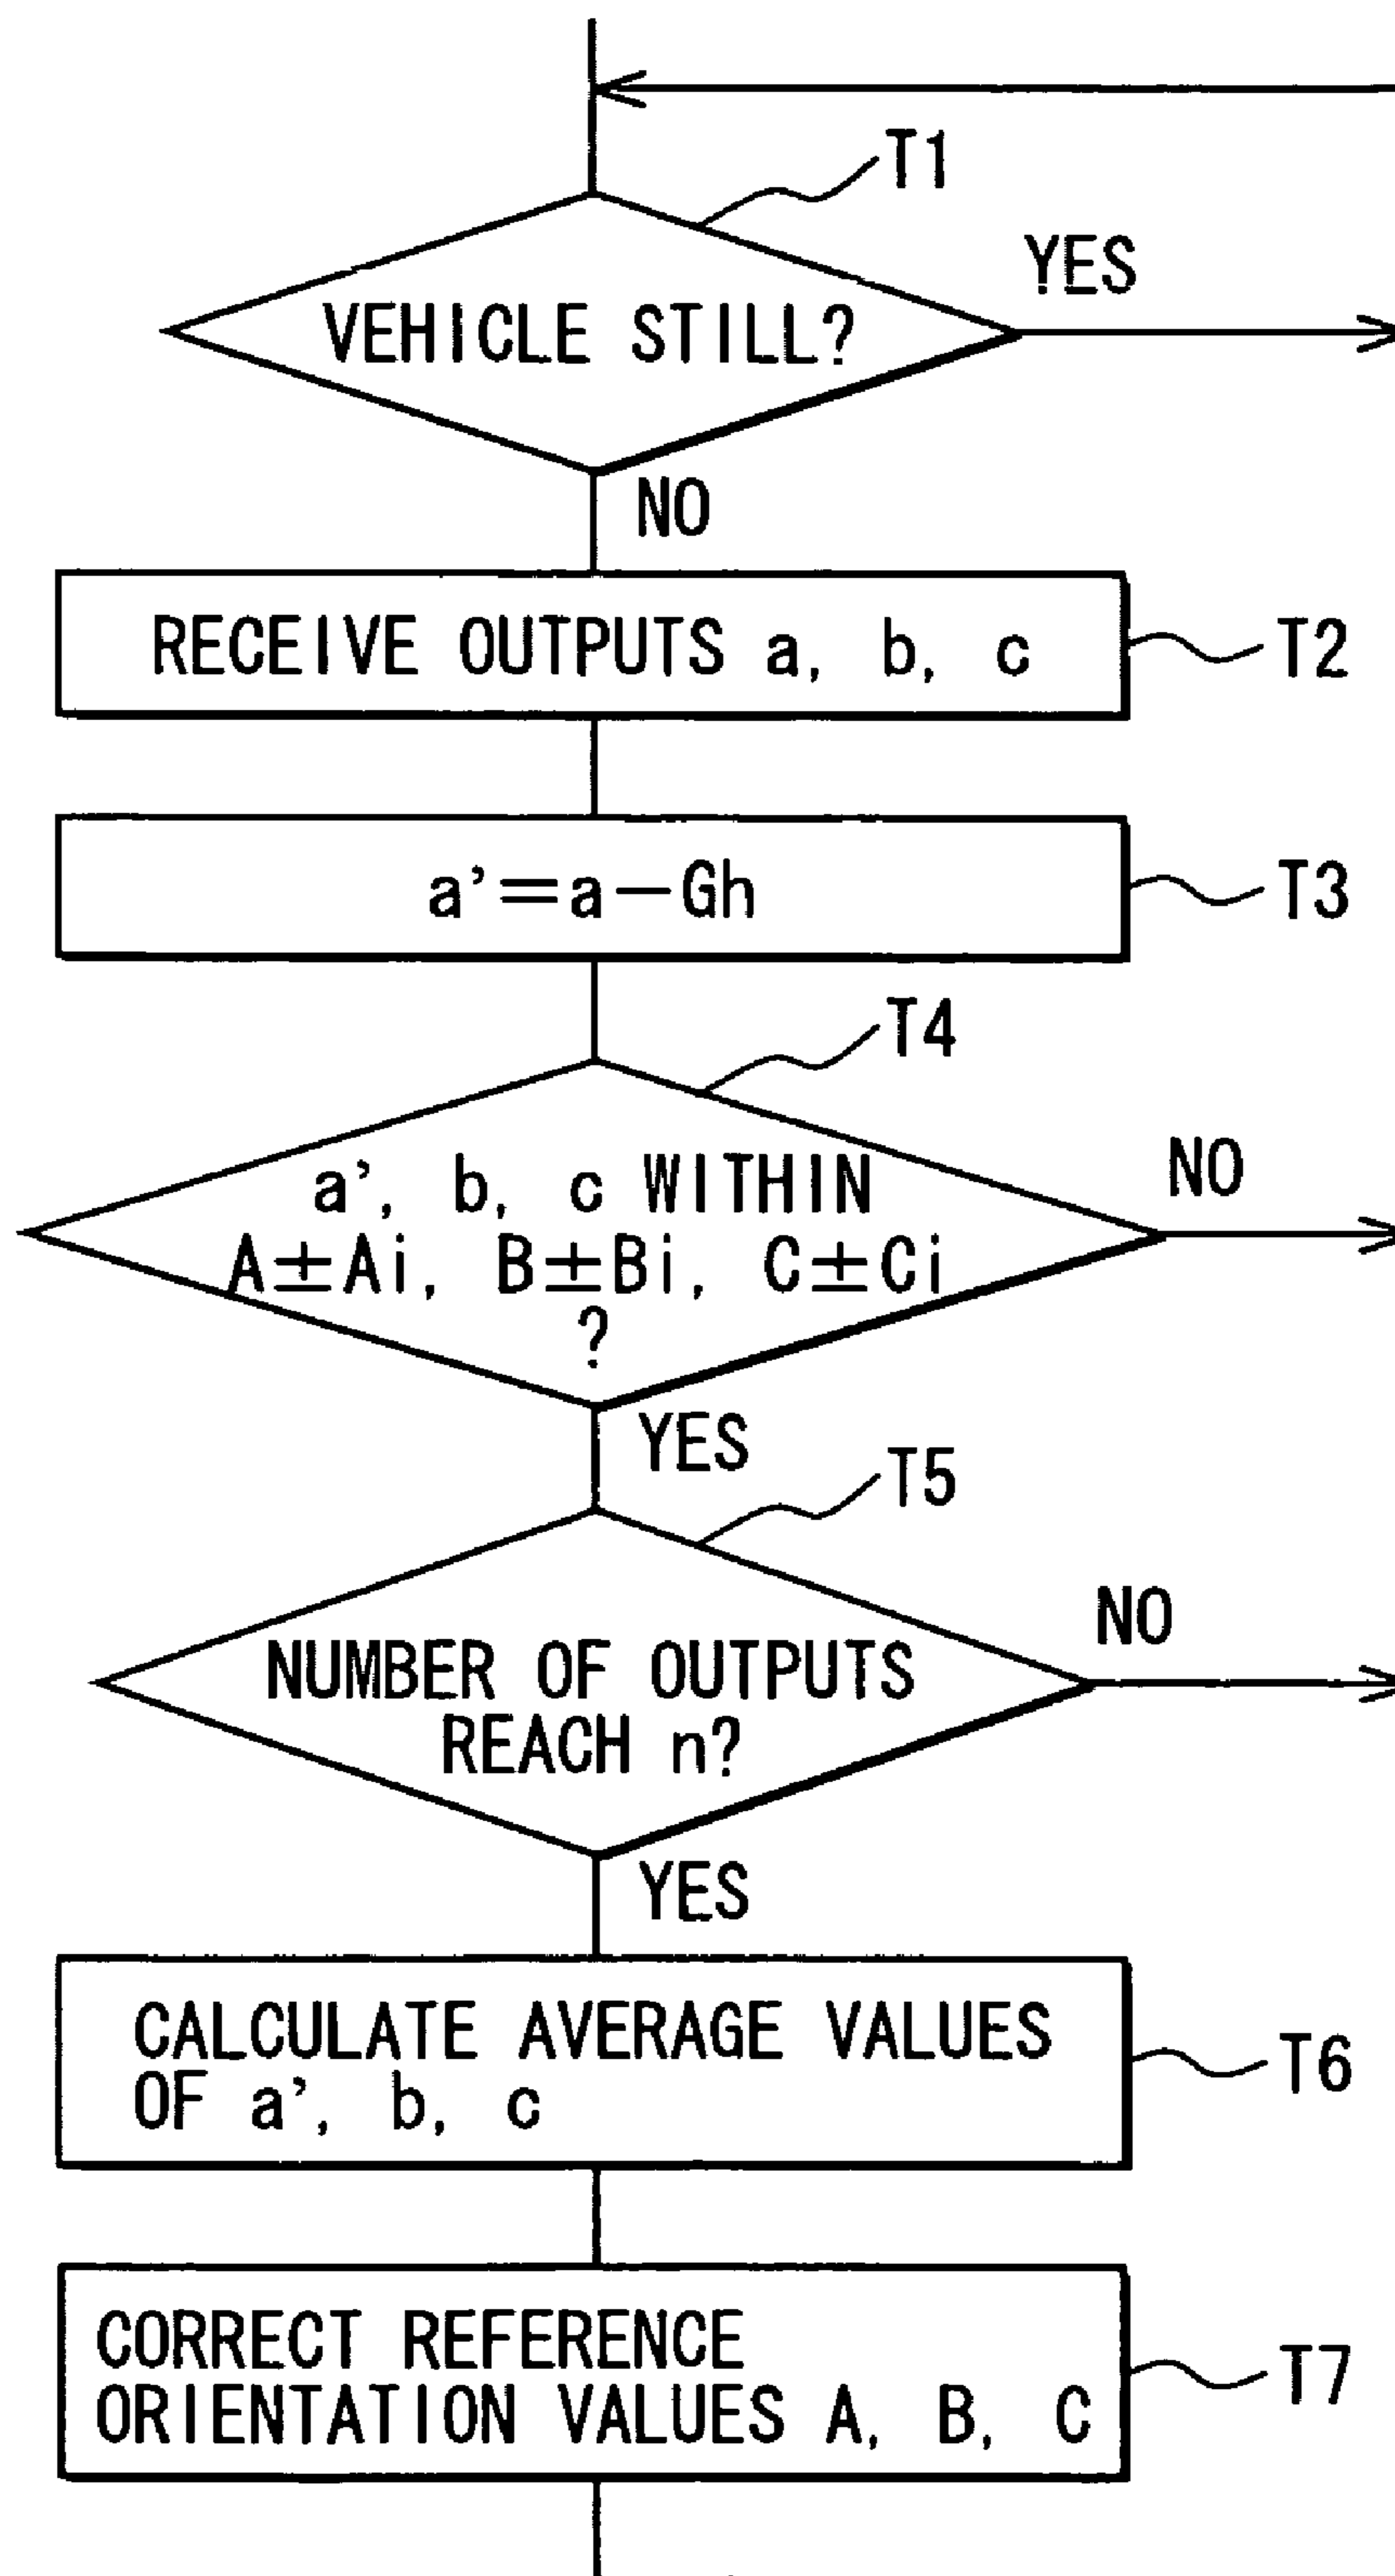 T1
VEHICLE STILL?
YES
NO
RECEIVE OUTPUTS a, b, c
T2
a'=a−Gh
T3
T4
a', b, c WITHIN
A±Ai, B±Bi, C±Ci
?
NO
YES
T5
NUMBER OF OUTPUTS
REACH n?
NO
YES
CALCULATE AVERAGE VALUES
OF a', b, c
T6
CORRECT REFERENCE
ORIENTATION VALUES A, B, C
T7